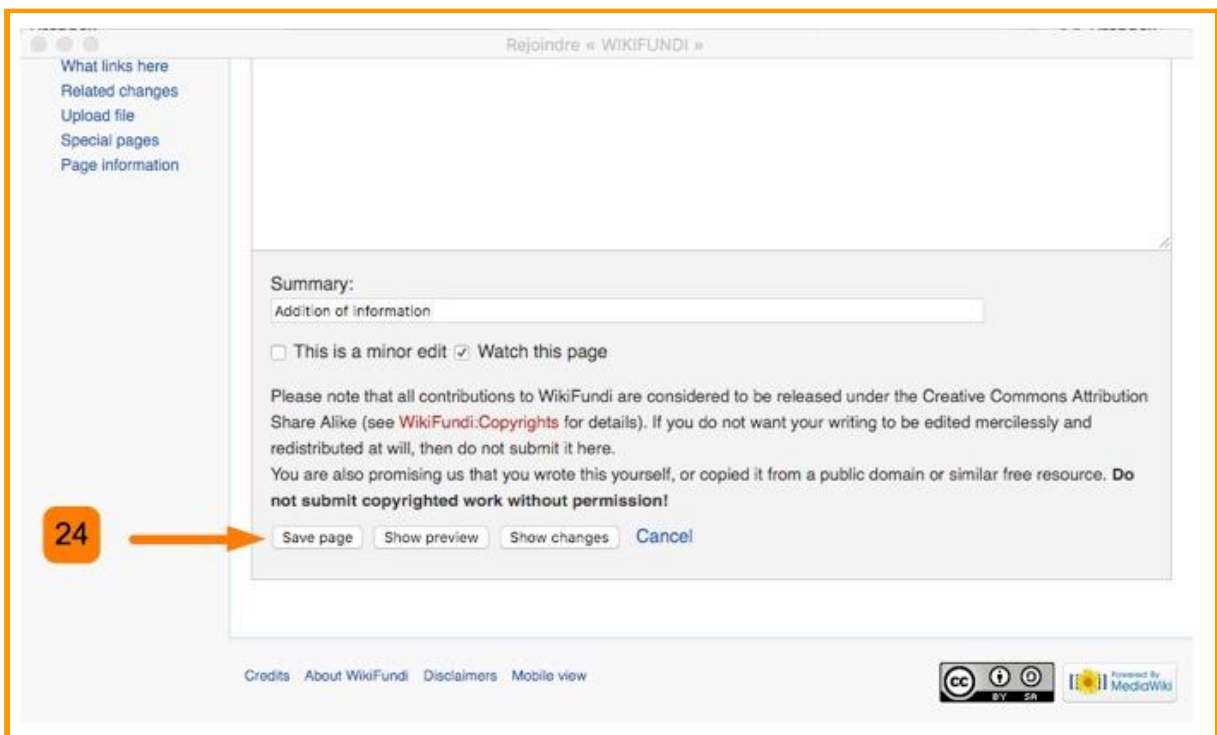 Rejoindre « WIKIFUNDI »
What links here
Related changes
Upload file
Special pages
Page information
Summary:
Addition of information
This is a minor edit Watch this page
Please note that all contributions to WikiFundi are considered to be released under the Creative Commons Attribution
Share Alike (see WikiFundi:Copyrights for details). If you do not want your writing to be edited mercilessly and
redistributed at will, then do not submit it here.
You are also promising us that you wrote this yourself, or copied it from a public domain or similar free resource. Do
not submit copyrighted work without permission!
24
Save page Show preview Show changes Cancel
Credits About WikiFundi Disclaimers Mobile view
cc BY SA
Powered By
MediaWiki